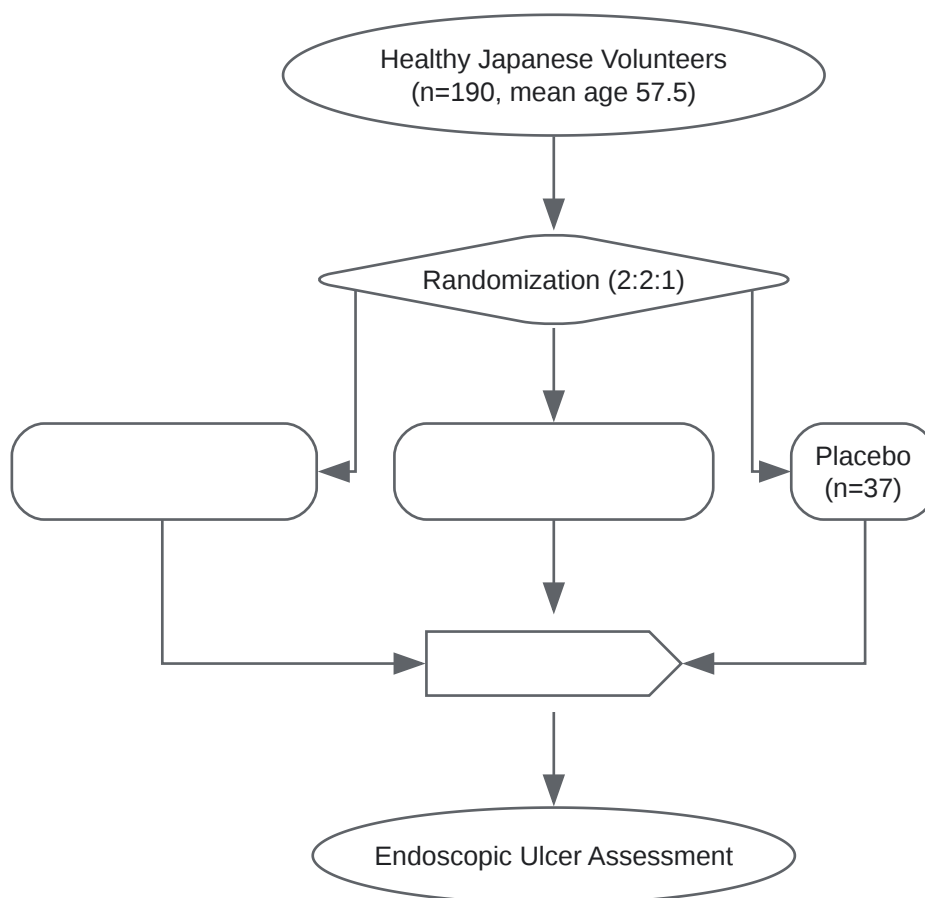 Healthy Japanese Volunteers
(n=190, mean age 57.5)
Randomization (2:2:1)
Placebo
(n=37)
Endoscopic Ulcer Assessment